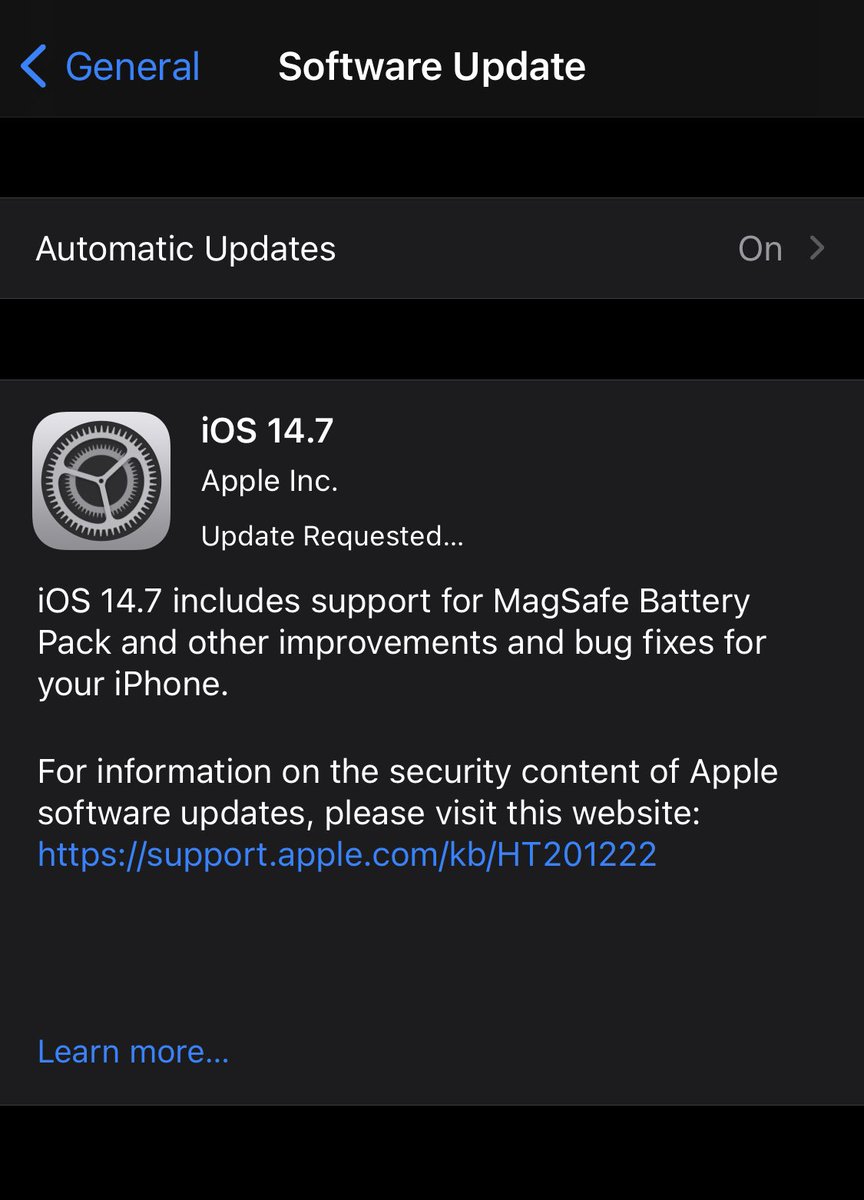 General
Software Update
Automatic Updates
On
iOS 14.7
Apple Inc.
Update Requested...
iOS 14.7 includes support for MagSafe Battery
Pack and other improvements and bug fixes for
your iPhone.
For information on the security content of Apple
software updates, please visit this website:
https://support.apple.com/kb/HT201222
Learn more...